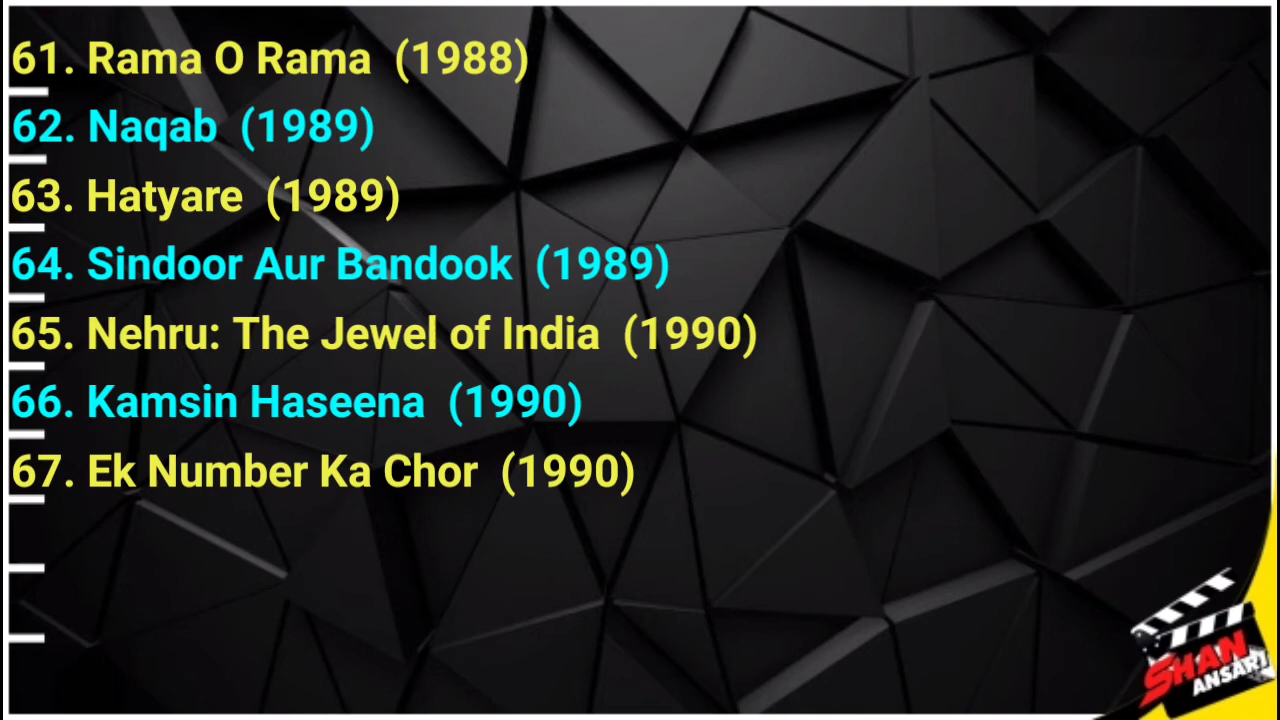 61. Rama O Rama (1988)
62. Naqab (1989)
63. Hatyare (1989)
64. Sindoor Aur Bandook (1989)
65. Nehru: The Jewel of India (1990)
66. Kamsin Haseena (1990)
67. Ek Number Ka Chor (1990)
SHAN
ANSARI